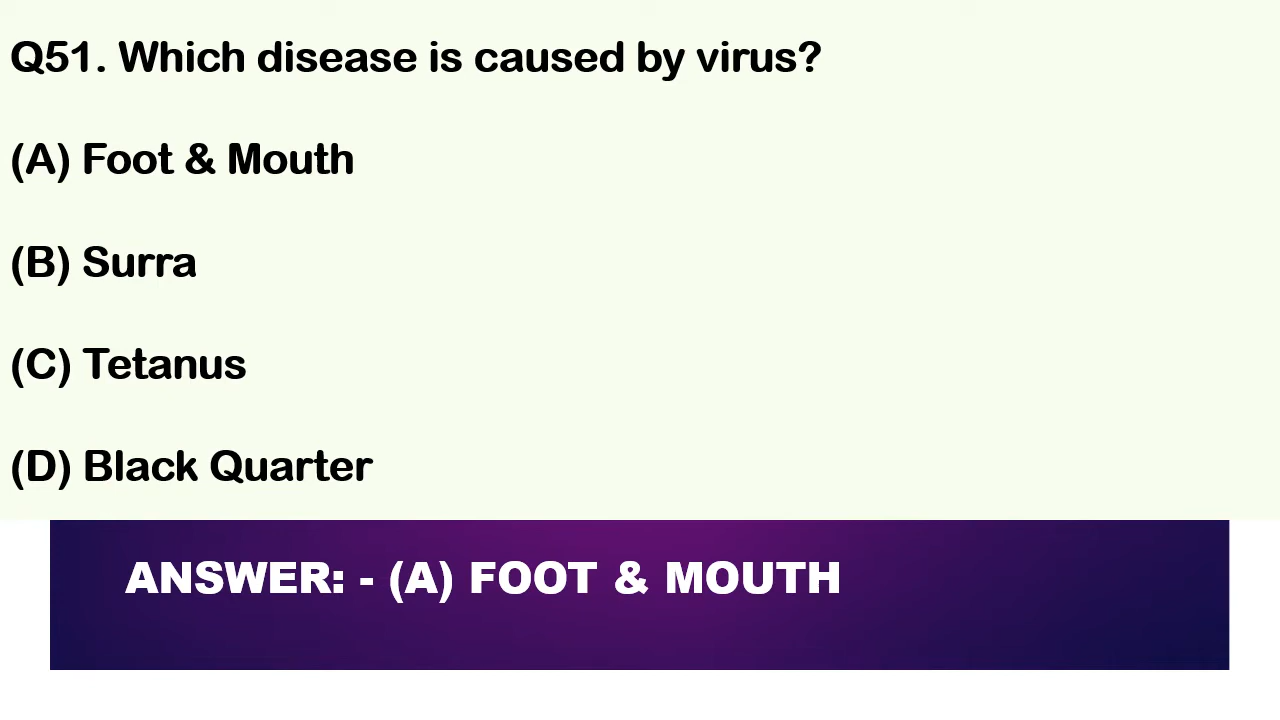 Q51. Which disease is caused by virus?
(A) Foot & Mouth
(B) Surra
(C) Tetanus
(D) Black Quarter
ANSWER: - (A) FOOT & MOUTH